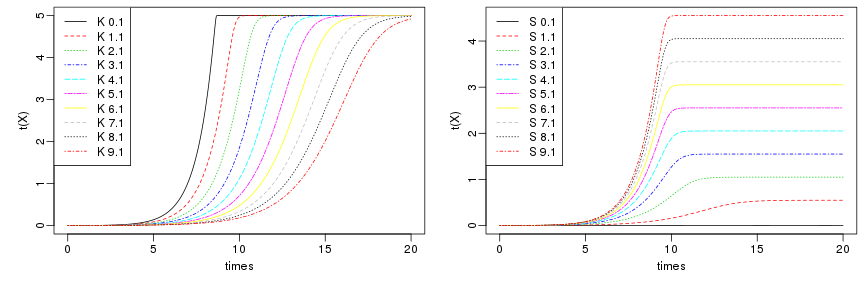 5
4
3
2
1
0
t(X)
K 0.1
K 1.1
K 2.1
K 3.1
K 4.1
K 5.1
K 6.1
K 7.1
K 8.1
K 9.1
0 5 10 15 20
times
4
3
2
1
0
t(X)
S 0.1
S 1.1
S 2.1
S 3.1
S 4.1
S 5.1
S 6.1
S 7.1
S 8.1
S 9.1
0 5 10 15 20
times